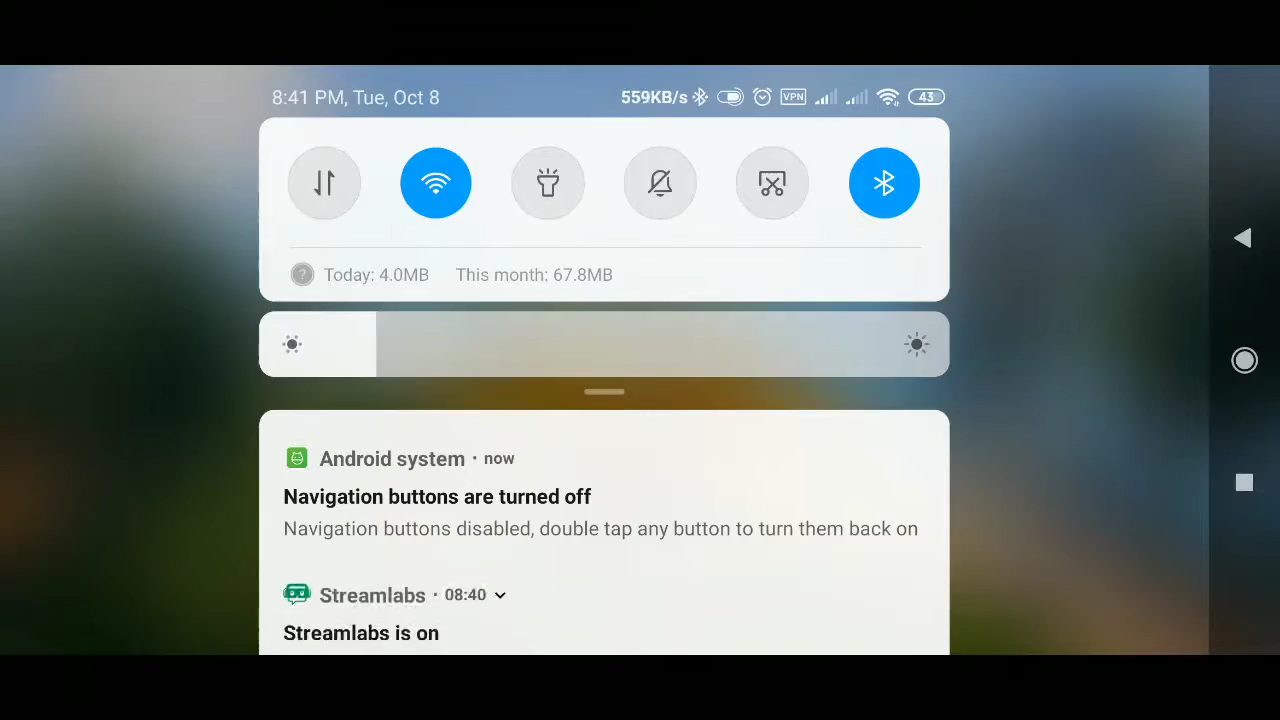 8:41 PM, Tue, Oct 8 559KB/s VPN 43
Today: 4.0MB This month: 67.8MB
Android system · now
Navigation buttons are turned off
Navigation buttons disabled, double tap any button to turn them back on
Streamlabs · 08:40
Streamlabs is on